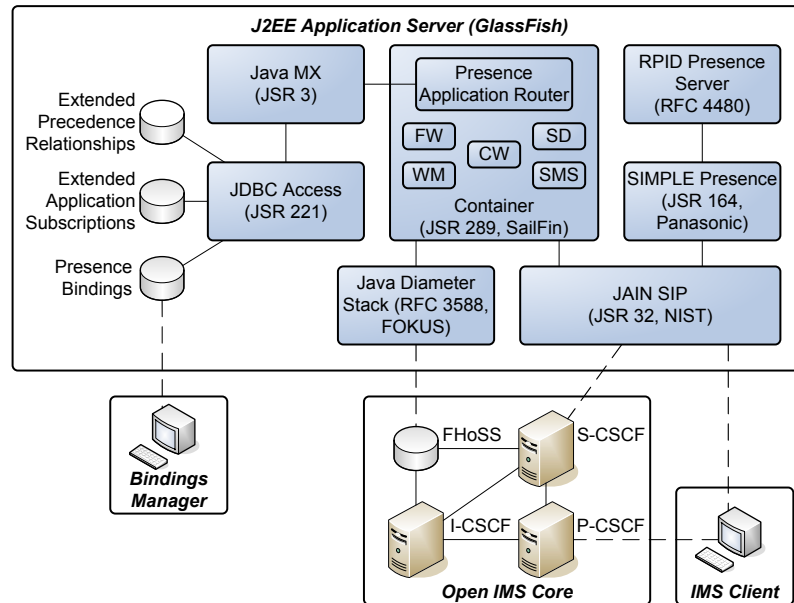 J2EE Application Server (GlassFish)
Java MX
(JSR 3)
Presence
Application Router
RPID Presence
Server
(RFC 4480)
Extended
Precedence
Relationships
FW
SD
CW
WM
SMS
Extended
Application
Subscriptions
JDBC Access
(JSR 221)
Container
(JSR 289, SailFin)
SIMPLE Presence
(JSR 164,
Panasonic)
Presence
Bindings
Java Diameter
Stack (RFC 3588,
FOKUS)
JAIN SIP
(JSR 32, NIST)
Bindings
Manager
FHoSS
S-CSCF
I-CSCF
P-CSCF
Open IMS Core
IMS Client